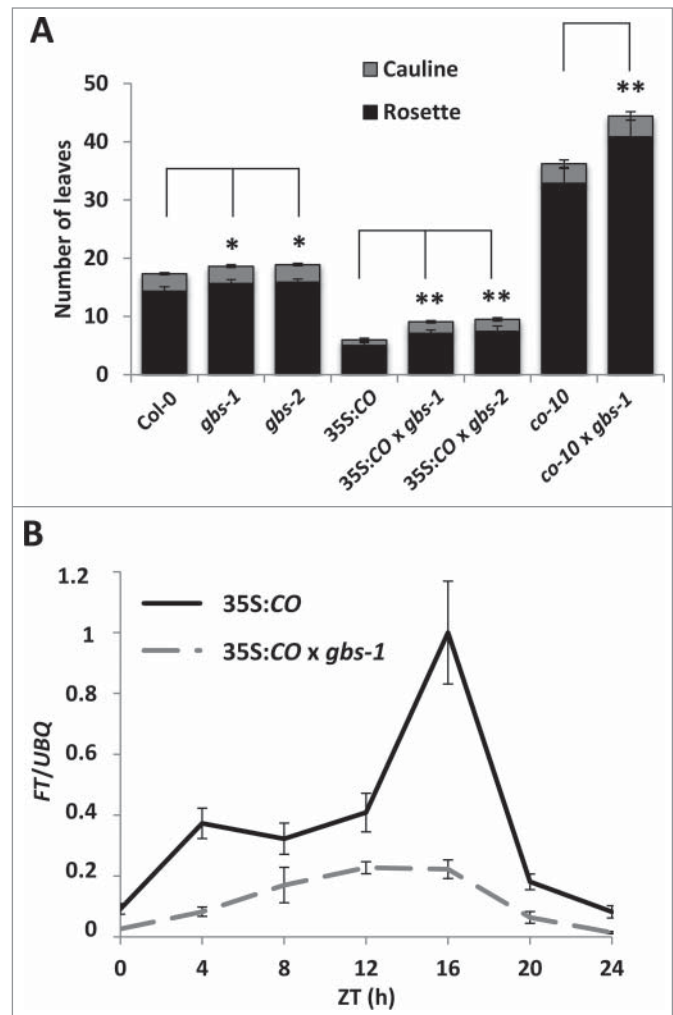 A
Cauline
Rosette
Number of leaves
50
40
30
20
10
0
*
*
**
**
**
Col-0
gbs-1
gbs-2
35S:CO
35S:CO x gbs-1
35S:CO x gbs-2
co-10
co-10 x gbs-1
B
35S:CO
35S:CO x gbs-1
FT/UBQ
1.2
1
0.8
0.6
0.4
0.2
0
0
4
8
12
16
20
24
ZT (h)